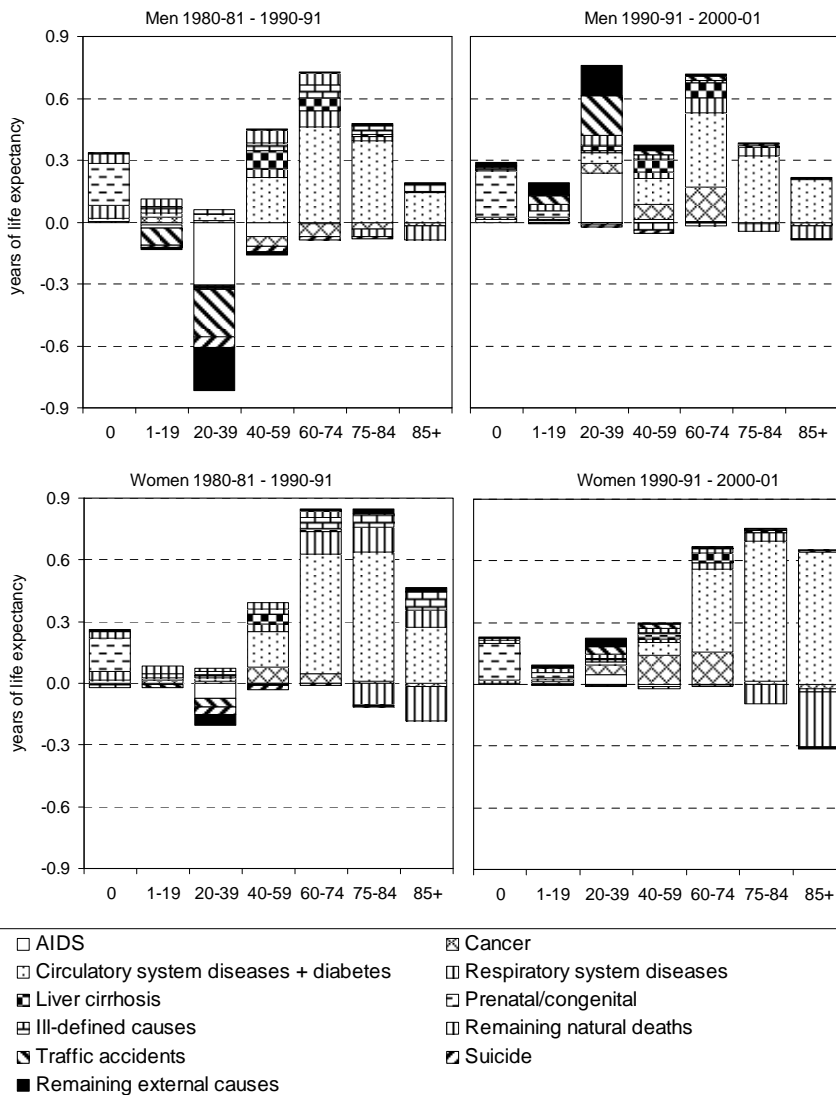 Men 1980-81 - 1990-91
Men 1990-91 - 2000-01
years of life expectancy
0.9
0.6
0.3
0.0
-0.3
-0.6
-0.9
0 1-19 20-39 40-59 60-74 75-84 85+
0 1-19 20-39 40-59 60-74 75-84 85+
Women 1980-81 - 1990-91
Women 1990-91 - 2000-01
years of life expectancy
0.9
0.6
0.3
0.0
-0.3
-0.6
-0.9
0 1-19 20-39 40-59 60-74 75-84 85+
0 1-19 20-39 40-59 60-74 75-84 85+
AIDS
Cancer
Circulatory system diseases + diabetes
Respiratory system diseases
Liver cirrhosis
Prenatal/congenital
Ill-defined causes
Remaining natural deaths
Traffic accidents
Suicide
Remaining external causes